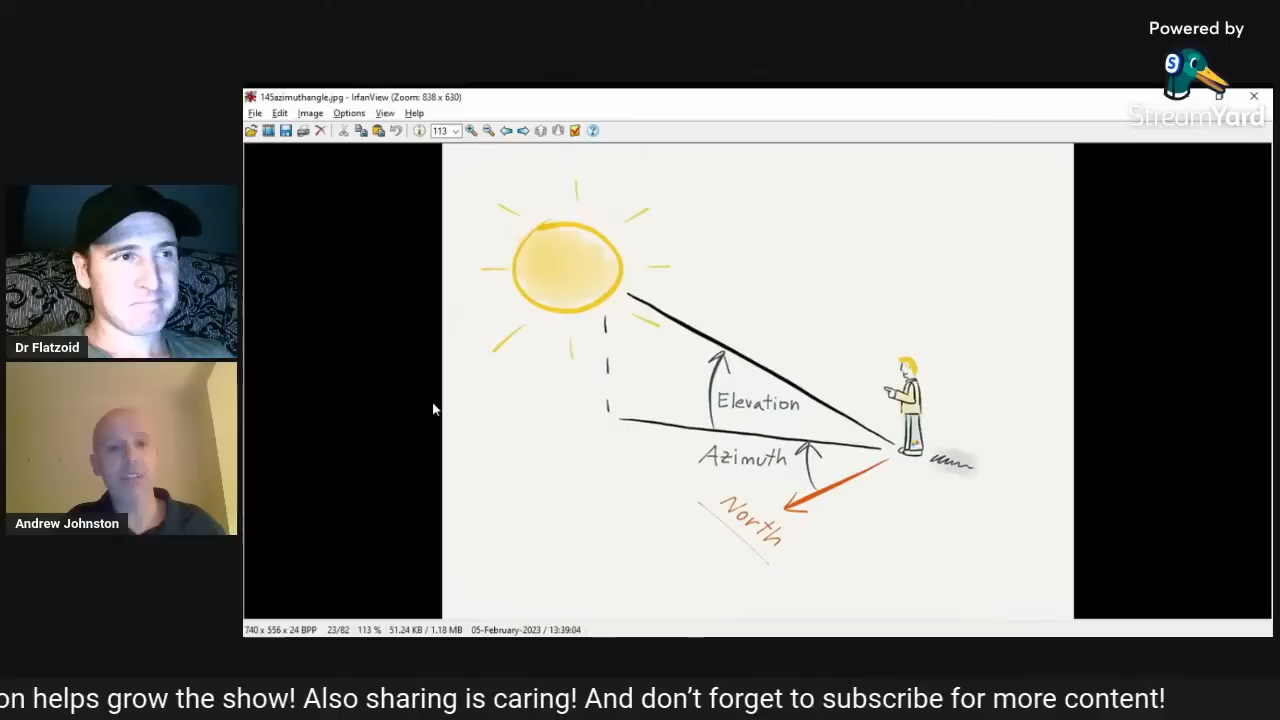 Powered by
S
StreamYard
145azimuthangle.jpg - IrfanView (Zoom: 838 x 630)
File Edit Image Options View Help
113
Elevation
Azimuth
North
Dr Flatzoid
Andrew Johnston
740 x 556 x 24 BPP 23/82 113 % 51.24 KB / 1.18 MB 05-February-2023 / 13:39:04
on helps grow the show! Also sharing is caring! And don’t forget to subscribe for more content!